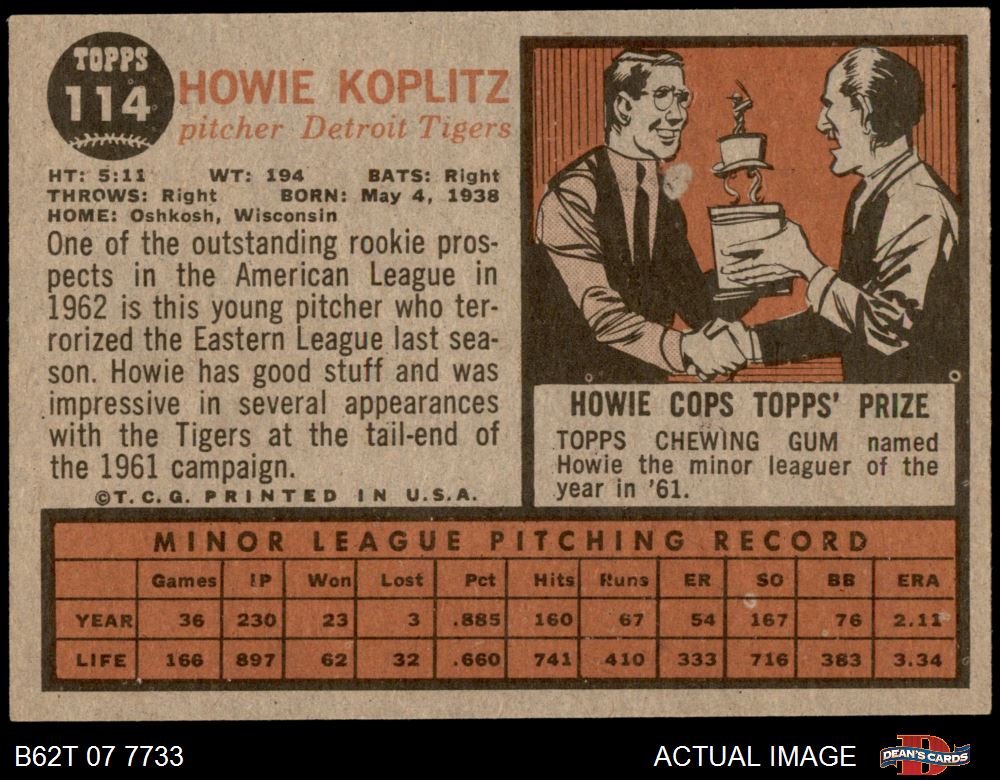 TOPPS
114
HOWIE KOPLITZ
pitcher Detroit Tigers
HT: 5:11 WT: 194 BATS: Right
THROWS: Right BORN: May 4, 1938
HOME: Oshkosh, Wisconsin
One of the outstanding rookie pros-
pects in the American League in
1962 is this young pitcher who ter-
rorized the Eastern League last sea-
son. Howie has good stuff and was
impressive in several appearances
with the Tigers at the tail-end of
the 1961 campaign.
©T.C.G. PRINTED IN U.S.A.
HOWIE COPS TOPPS' PRIZE
TOPPS CHEWING GUM named
Howie the minor leaguer of the
year in '61.
MINOR LEAGUE PITCHING RECORD
Games IP Won Lost Pct Hits Runs ER SO BB ERA
YEAR 36 230 23 3 .885 160 67 54 167 76 2.11
LIFE 166 897 62 32 .660 741 410 333 716 383 3.34
B62T 07 7733
ACTUAL IMAGE
DEAN'S CARDS